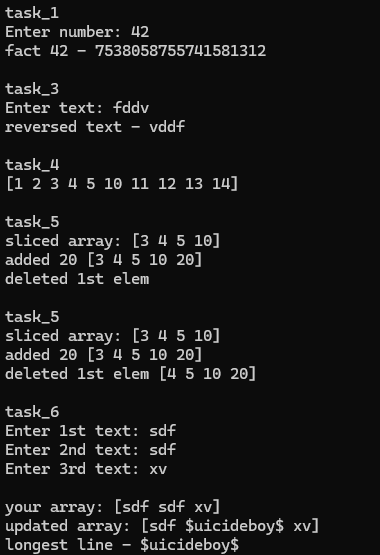 task_1
Enter number: 42
fact 42 - 7538058755741581312
task_3
Enter text: fddv
reversed text - vddf
task_4
[1 2 3 4 5 10 11 12 13 14]
task_5
sliced array: [3 4 5 10]
added 20 [3 4 5 10 20]
deleted 1st elem
task_5
sliced array: [3 4 5 10]
added 20 [3 4 5 10 20]
deleted 1st elem [4 5 10 20]
task_6
Enter 1st text: sdf
Enter 2nd text: sdf
Enter 3rd text: xv
your array: [sdf sdf xv]
updated array: [sdf $uicideboy$ xv]
longest line - $uicideboy$